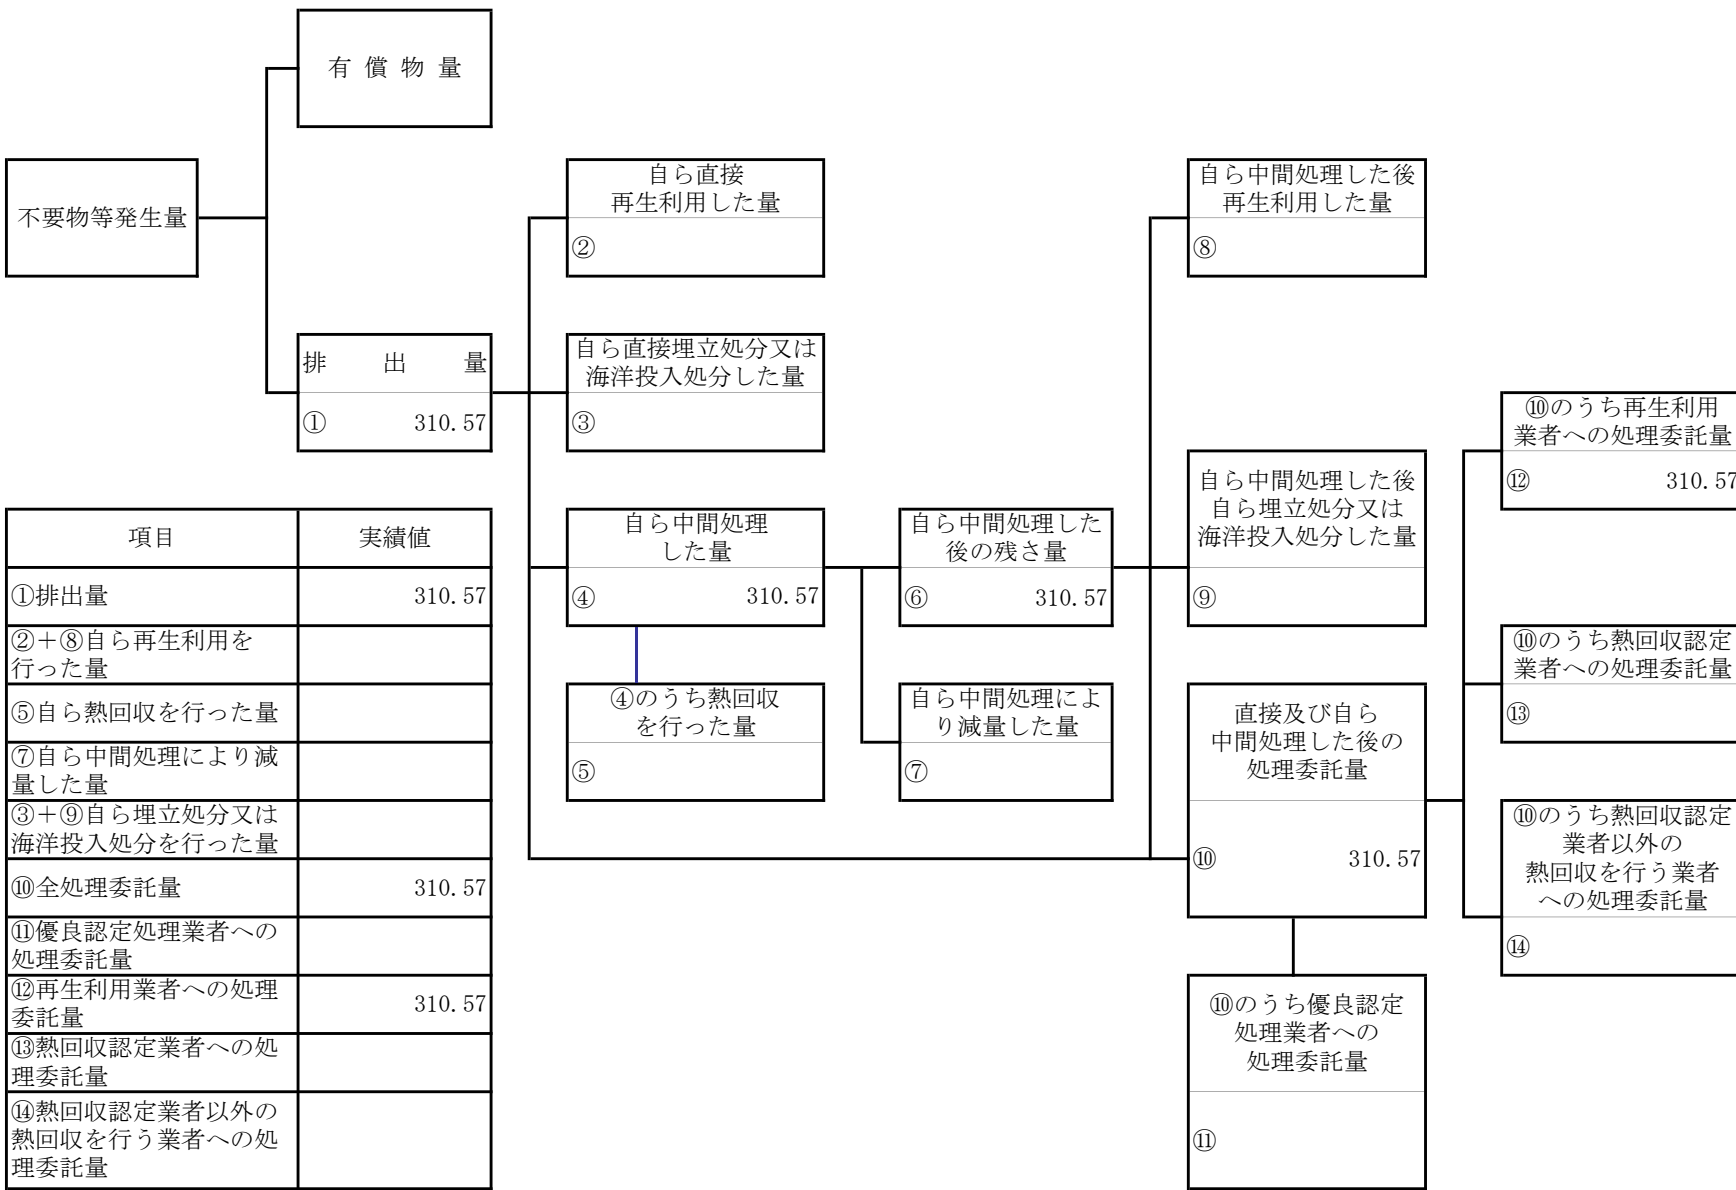 有償物量
不要物等発生量
自ら直接
再生利用した量
②
自ら中間処理した後
再生利用した量
⑧
排出量
① 310.57
自ら直接埋立処分又は
海洋投入処分した量
③
⑩のうち再生利用
業者への処理委託量
⑫ 310.57
自ら中間処理した後
自ら埋立処分又は
海洋投入処分した量
⑨
自ら中間処理
した量
④ 310.57
自ら中間処理した
後の残さ量
⑥ 310.57
⑩のうち熱回収認定
業者への処理委託量
⑬
④のうち熱回収
を行った量
⑤
自ら中間処理によ
り減量した量
⑦
直接及び自ら
中間処理した後の
処理委託量
⑩ 310.57
⑩のうち熱回収認定
業者以外の
熱回収を行う業者
への処理委託量
⑭
⑩のうち優良認定
処理業者への
処理委託量
⑪
項目 実績値
①排出量 310.57
②＋⑧自ら再生利用を
行った量
⑤自ら熱回収を行った量
⑦自ら中間処理により減
量した量
③＋⑨自ら埋立処分又は
海洋投入処分を行った量
⑩全処理委託量 310.57
⑪優良認定処理業者への
処理委託量
⑫再生利用業者への処理
委託量 310.57
⑬熱回収認定業者への処
理委託量
⑭熱回収認定業者以外の
熱回収を行う業者への処
理委託量